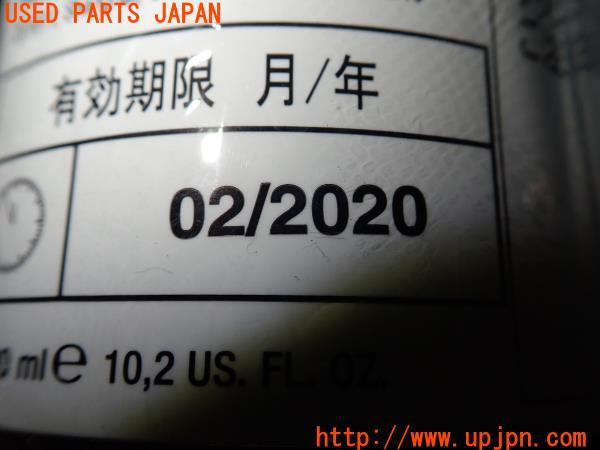 USED PARTS JAPAN
有効期限 月/年
02/2020
0 ml e 10,2 US. FL. OZ.
http://www.upjpn.com/